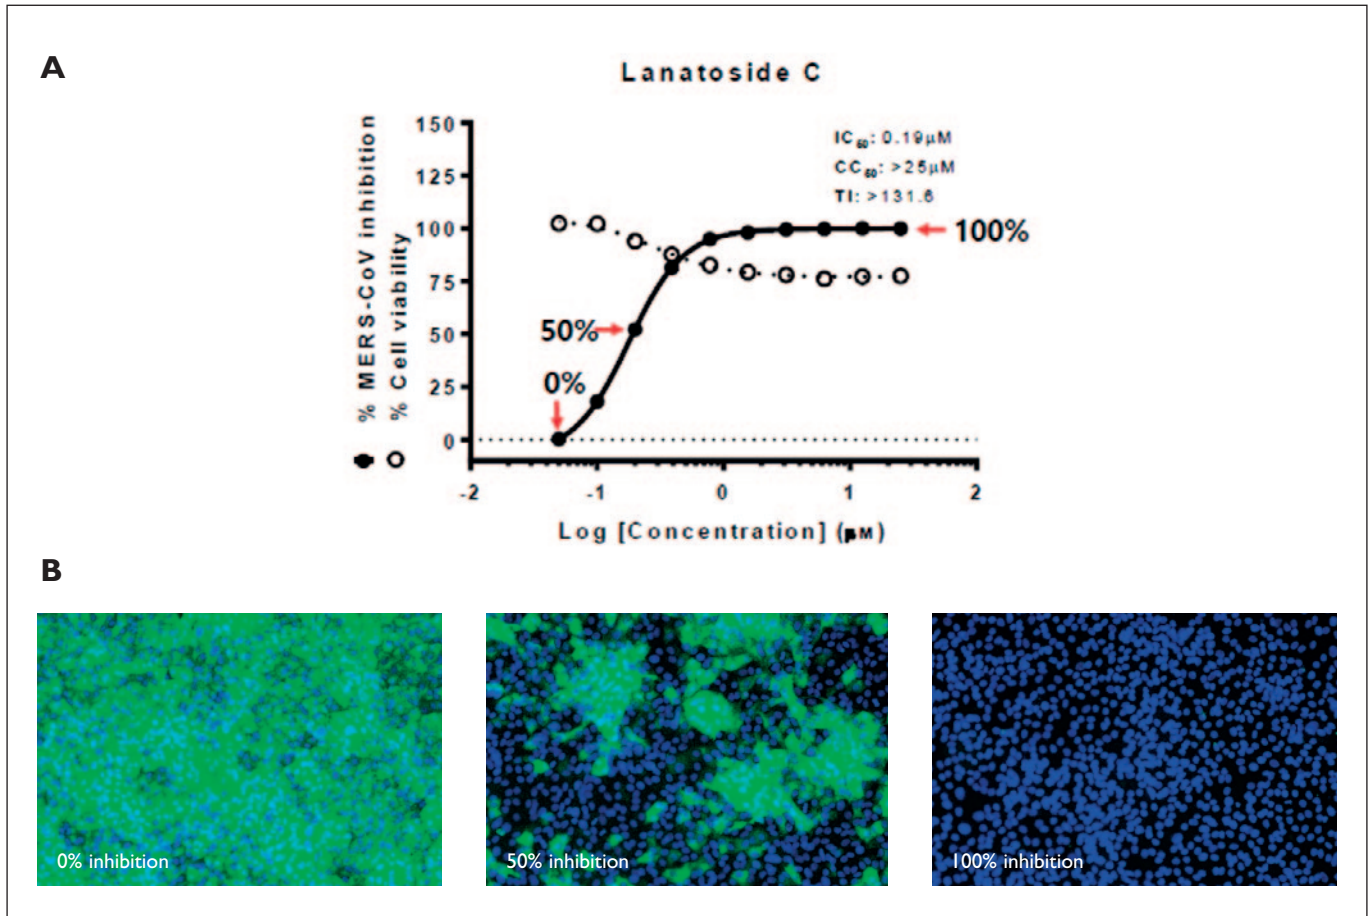 A
Lanatoside C
% MERS-CoV inhibition
% Cell viability
150
125
100
75
50
25
0
IC50: 0.19μM
CC50: >25μM
TI: >131.6
100%
50%
0%
-2
-1
0
1
2
Log [Concentration] (μM)
B
0% inhibition
50% inhibition
100% inhibition